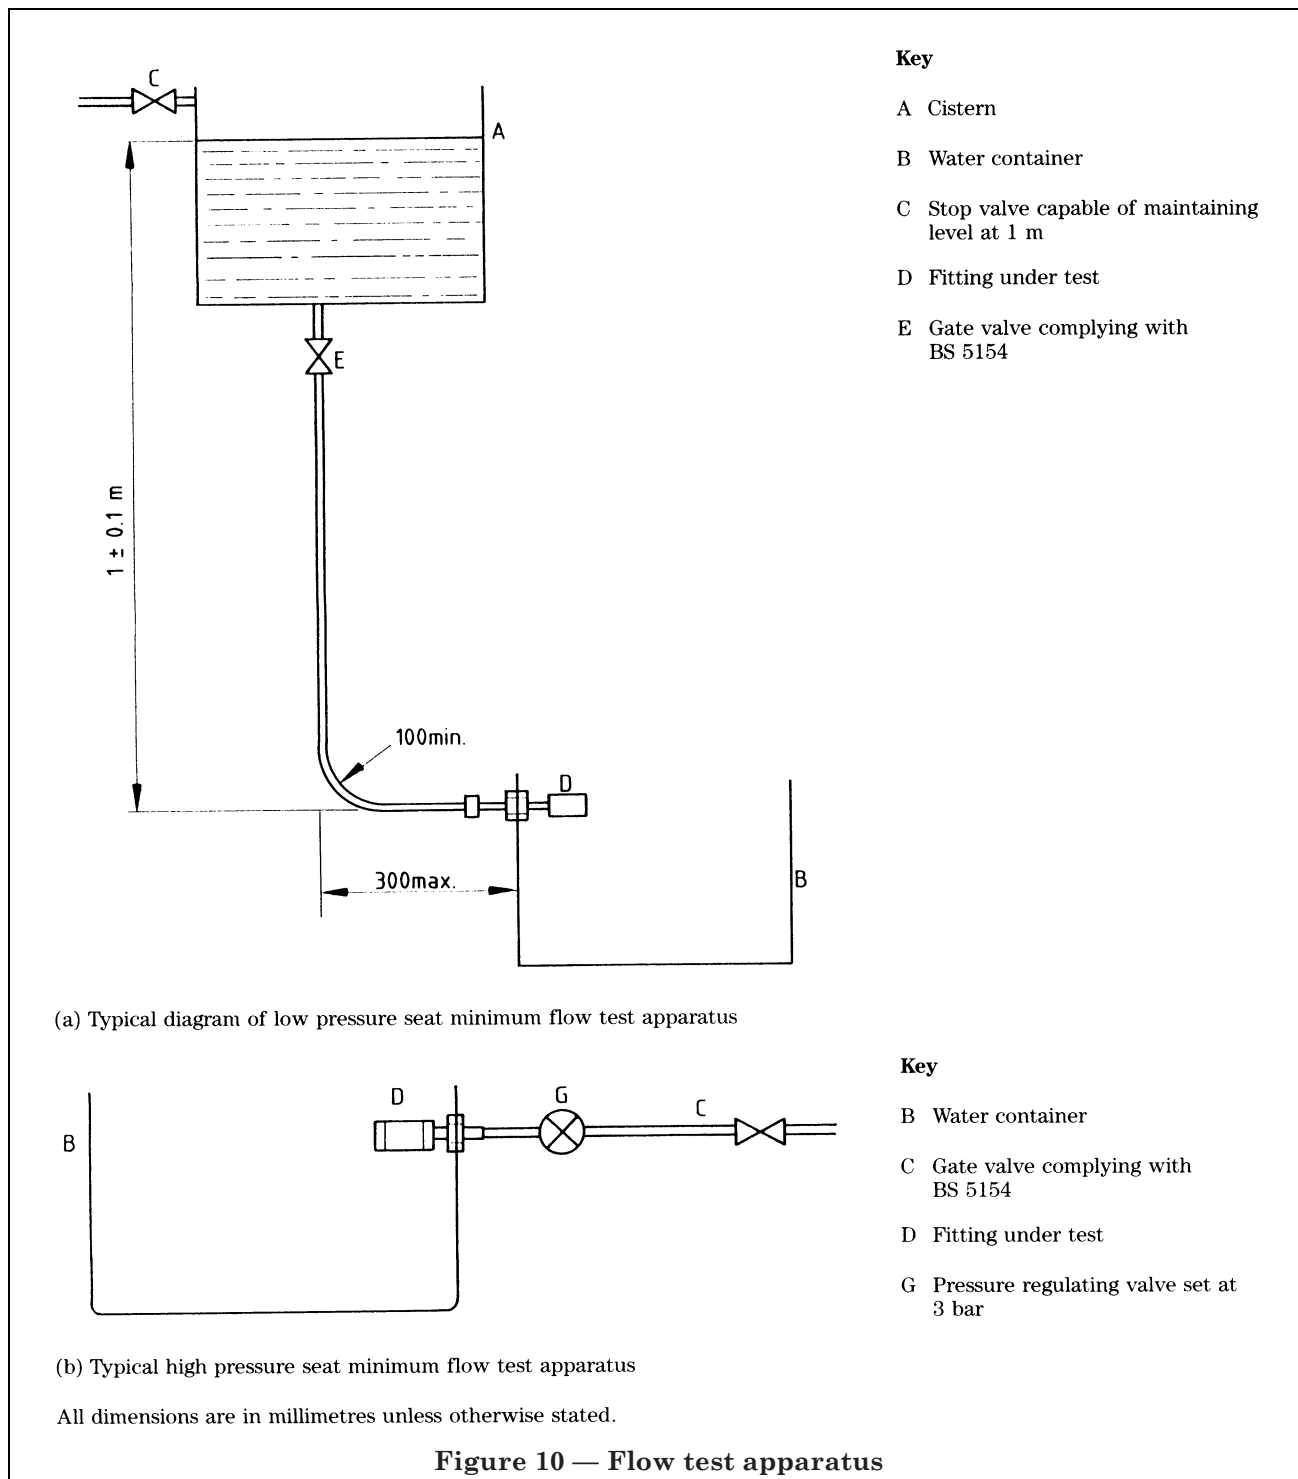 C
A
E
1 ± 0.1 m
100min.
D
300max.
B
Key
A Cistern
B Water container
C Stop valve capable of maintaining
level at 1 m
D Fitting under test
E Gate valve complying with
BS 5154
(a) Typical diagram of low pressure seat minimum flow test apparatus
D
G
C
B
Key
B Water container
C Gate valve complying with
BS 5154
D Fitting under test
G Pressure regulating valve set at
3 bar
(b) Typical high pressure seat minimum flow test apparatus
All dimensions are in millimetres unless otherwise stated.
Figure 10 — Flow test apparatus